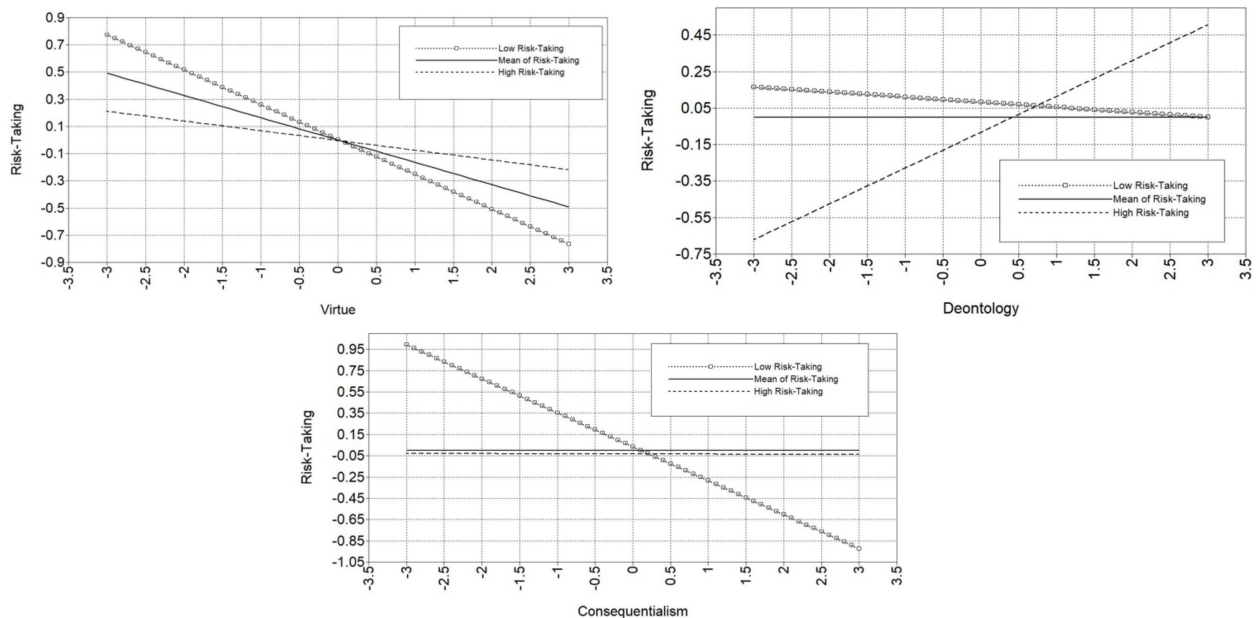 0.9
0.7
0.5
0.3
0.1
-0.1
-0.3
-0.5
-0.7
-0.9
Risk-Taking
Low Risk-Taking
Mean of Risk-Taking
High Risk-Taking
-3.5 -3 -2.5 -2 -1.5 -1 -0.5 0 0.5 1 1.5 2 2.5 3 3.5
Virtue
0.45
0.25
0.05
-0.15
-0.35
-0.55
-0.75
Risk-Taking
Low Risk-Taking
Mean of Risk-Taking
High Risk-Taking
-3.5 -3 -2.5 -2 -1.5 -1 -0.5 0 0.5 1 1.5 2 2.5 3 3.5
Deontology
0.95
0.75
0.55
0.35
0.15
-0.05
-0.25
-0.45
-0.65
-0.85
-1.05
Risk-Taking
Low Risk-Taking
Mean of Risk-Taking
High Risk-Taking
-3.5 -3 -2.5 -2 -1.5 -1 -0.5 0 0.5 1 1.5 2 2.5 3 3.5
Consequentialism